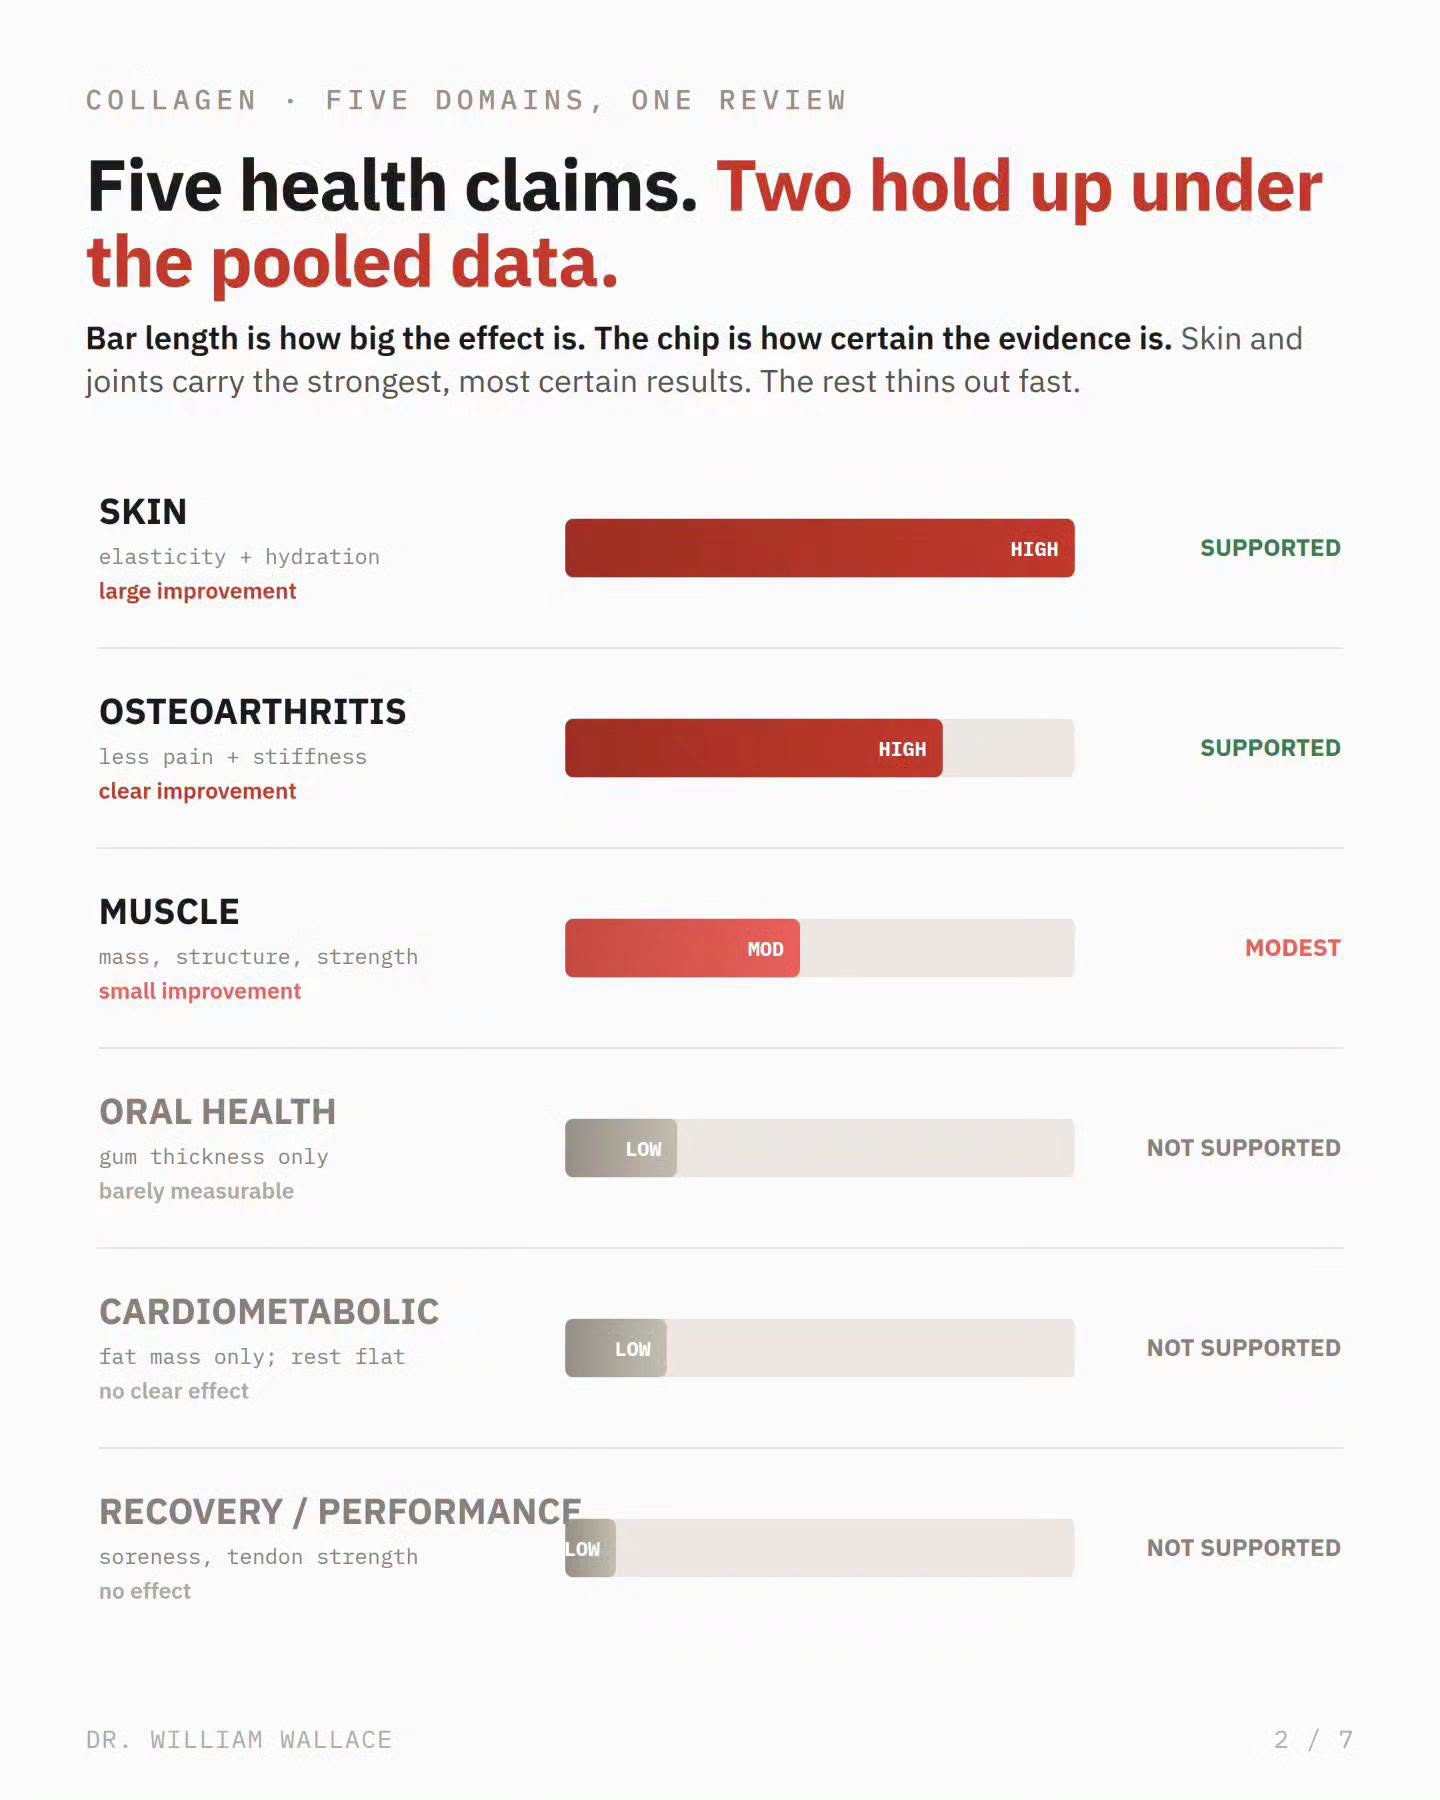 COLLAGEN · FIVE DOMAINS, ONE REVIEW
Five health claims. Two hold up under
the pooled data.
Bar length is how big the effect is. The chip is how certain the evidence is. Skin and
joints carry the strongest, most certain results. The rest thins out fast.
SKIN
elasticity + hydration
large improvement
HIGH
SUPPORTED
OSTEOARTHRITIS
less pain + stiffness
clear improvement
HIGH
SUPPORTED
MUSCLE
mass, structure, strength
small improvement
MOD
MODEST
ORAL HEALTH
gum thickness only
barely measurable
LOW
NOT SUPPORTED
CARDIOMETABOLIC
fat mass only; rest flat
no clear effect
LOW
NOT SUPPORTED
RECOVERY / PERFORMANCE
soreness, tendon strength
no effect
LOW
NOT SUPPORTED
DR. WILLIAM WALLACE
2 / 7